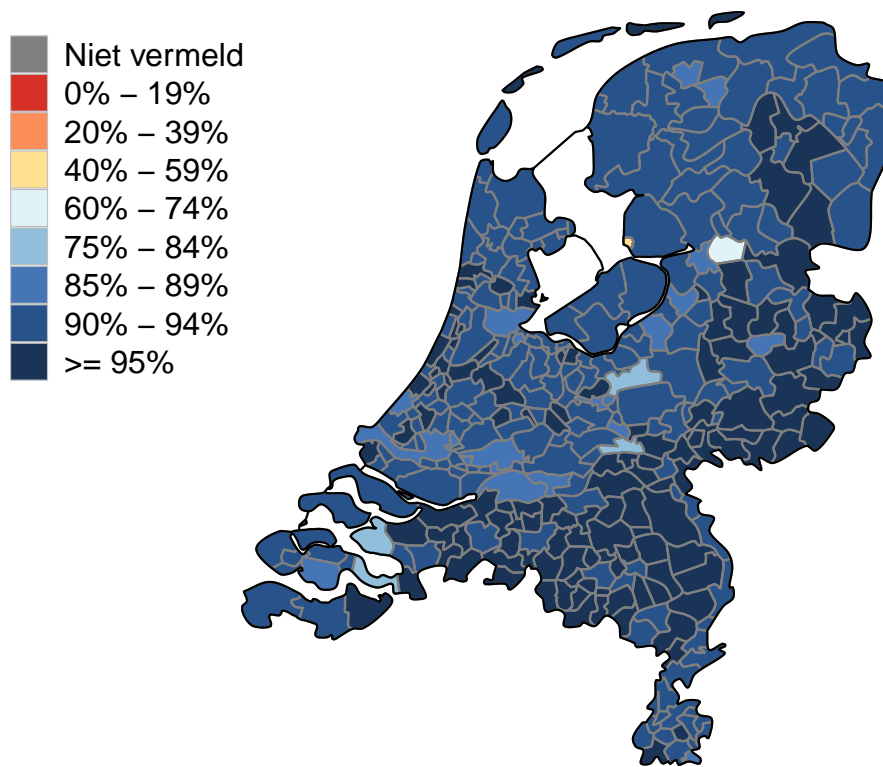 Niet vermeld
0% – 19%
20% – 39%
40% – 59%
60% – 74%
75% – 84%
85% – 89%
90% – 94%
>= 95%